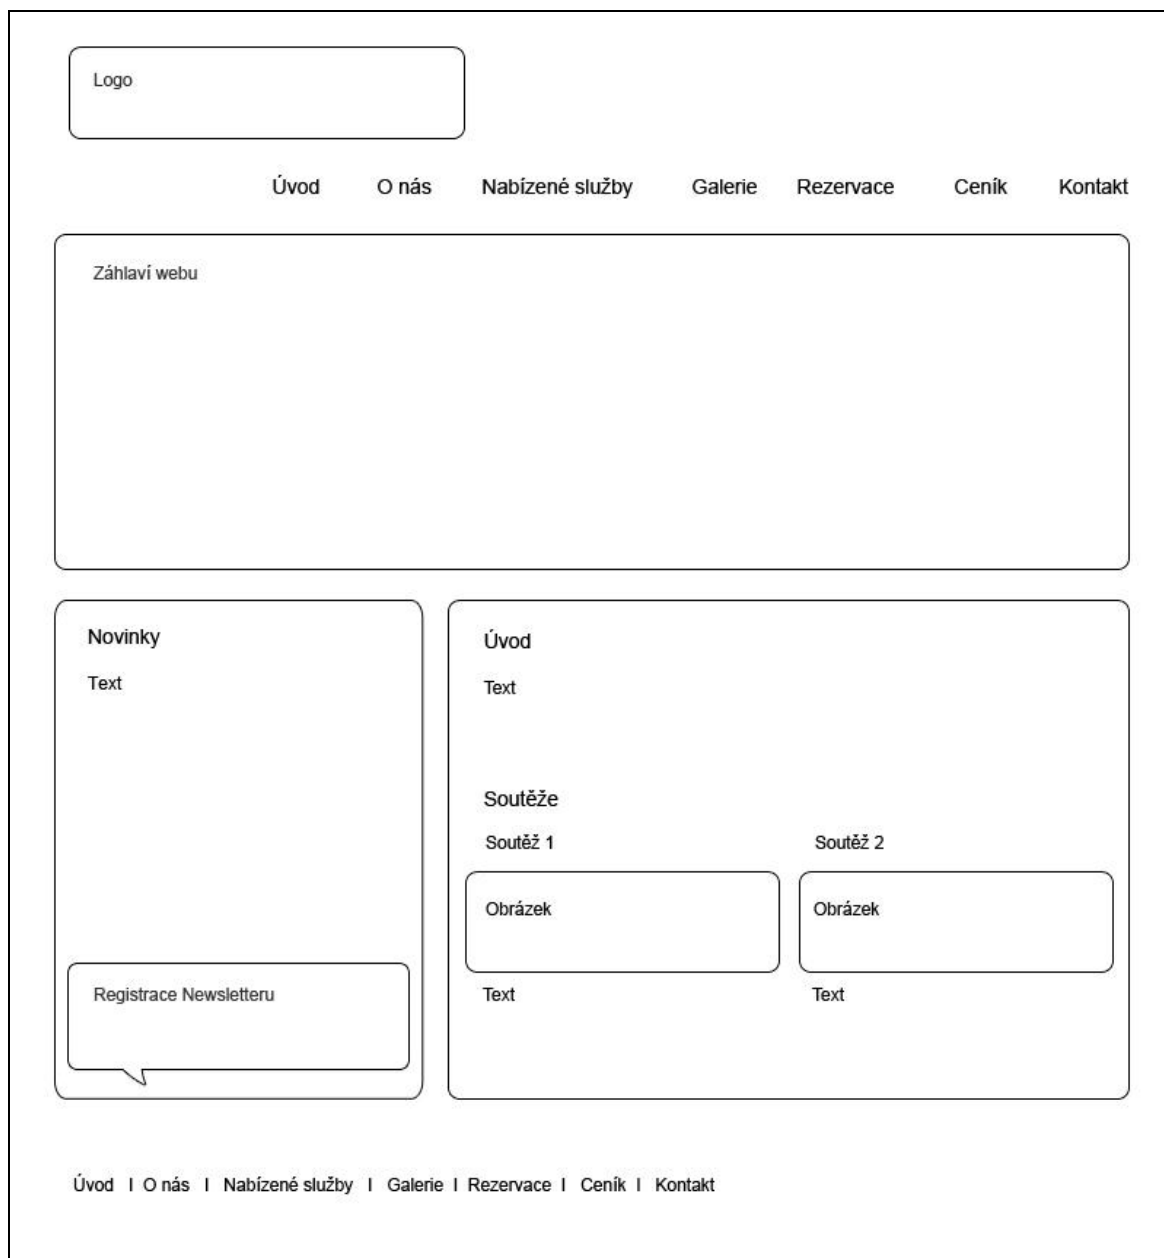 Logo
Úvod O nás Nabízené služby Galerie Rezervace Ceník Kontakt
Záhlaví webu
Novinky
Text
Registrace Newsletteru
Úvod
Text
Soutěže
Soutěž 1 Soutěž 2
Obrázek Obrázek
Text Text
Úvod I O nás I Nabízené služby I Galerie I Rezervace I Ceník I Kontakt